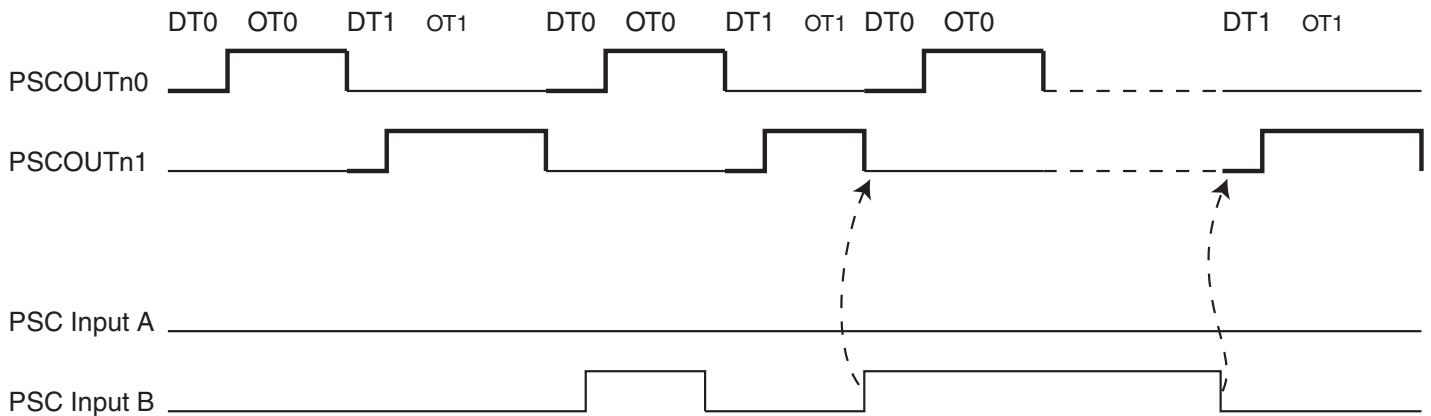 DT0 OT0 DT1 OT1 DT0 OT0 DT1 OT1 DT0 OT0 DT1 OT1
PSCOUTn0
PSCOUTn1
PSC Input A
PSC Input B